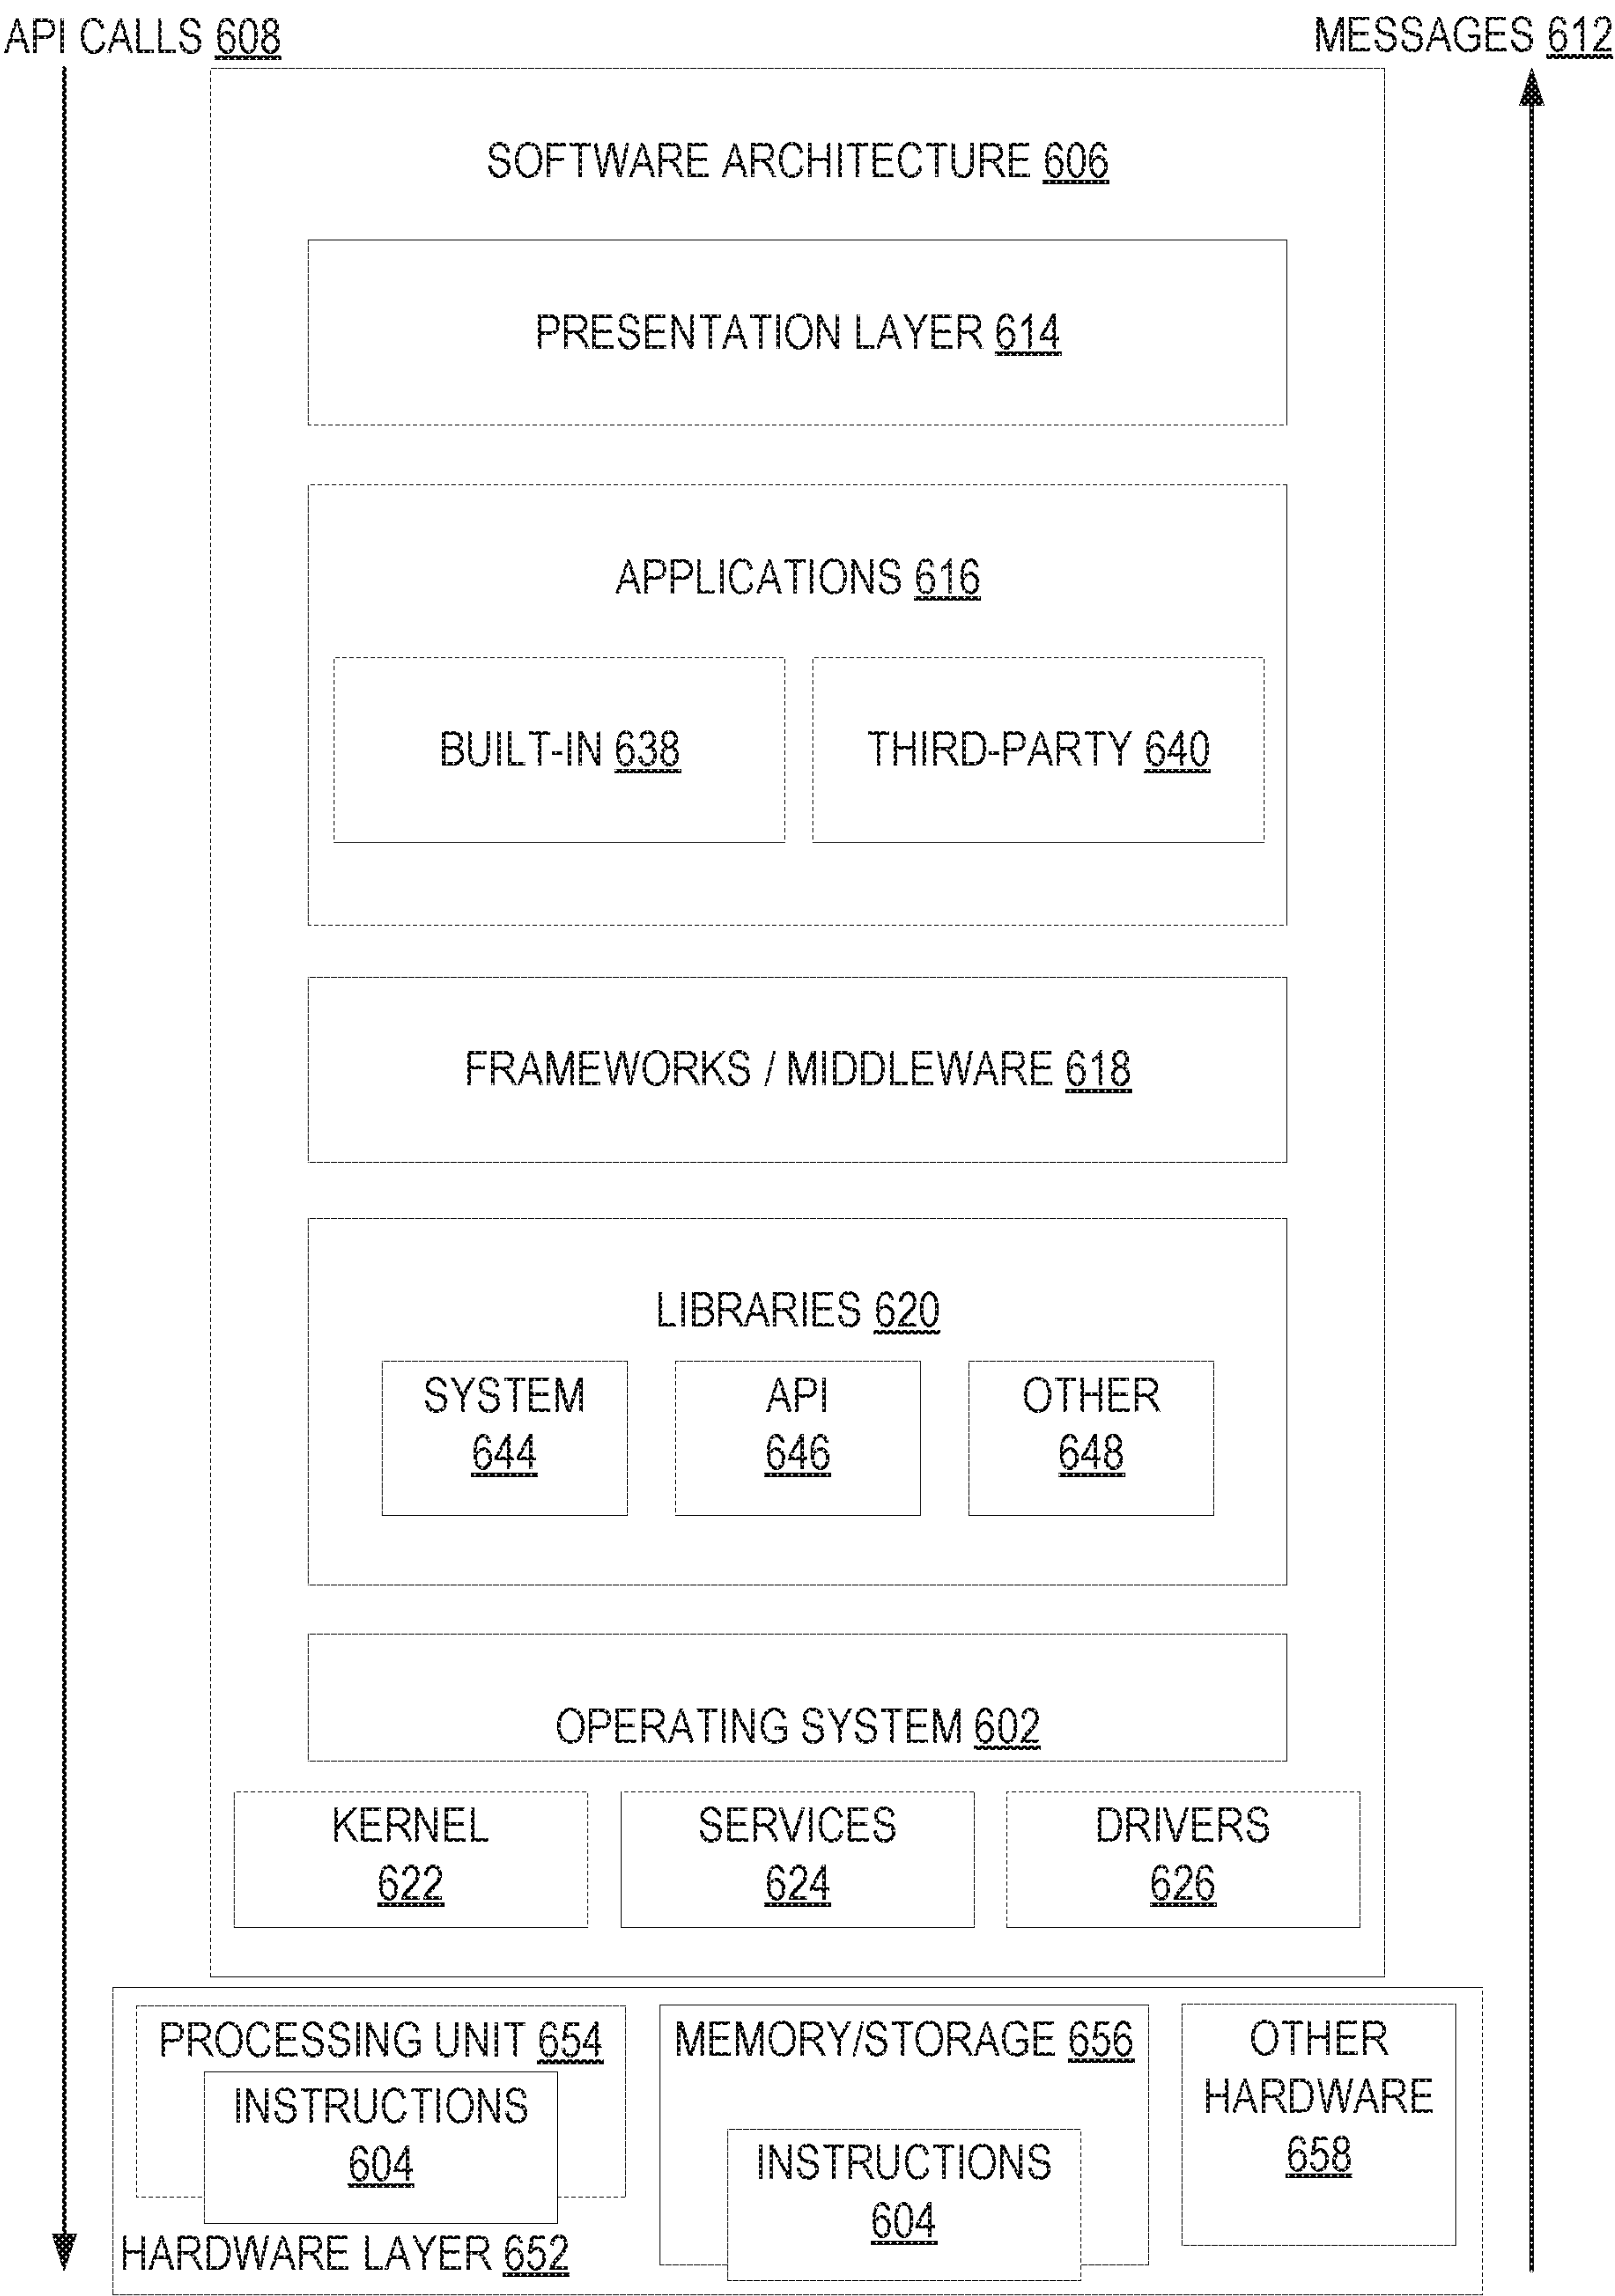 API CALLS 608
MESSAGES 612
SOFTWARE ARCHITECTURE 606
PRESENTATION LAYER 614
APPLICATIONS 616
BUILT-IN 638
THIRD-PARTY 640
FRAMEWORKS / MIDDLEWARE 618
LIBRARIES 620
SYSTEM
644
API
646
OTHER
648
OPERATING SYSTEM 602
KERNEL
622
SERVICES
624
DRIVERS
626
PROCESSING UNIT 654
INSTRUCTIONS
604
MEMORY/STORAGE 656
INSTRUCTIONS
604
OTHER
HARDWARE
658
HARDWARE LAYER 652